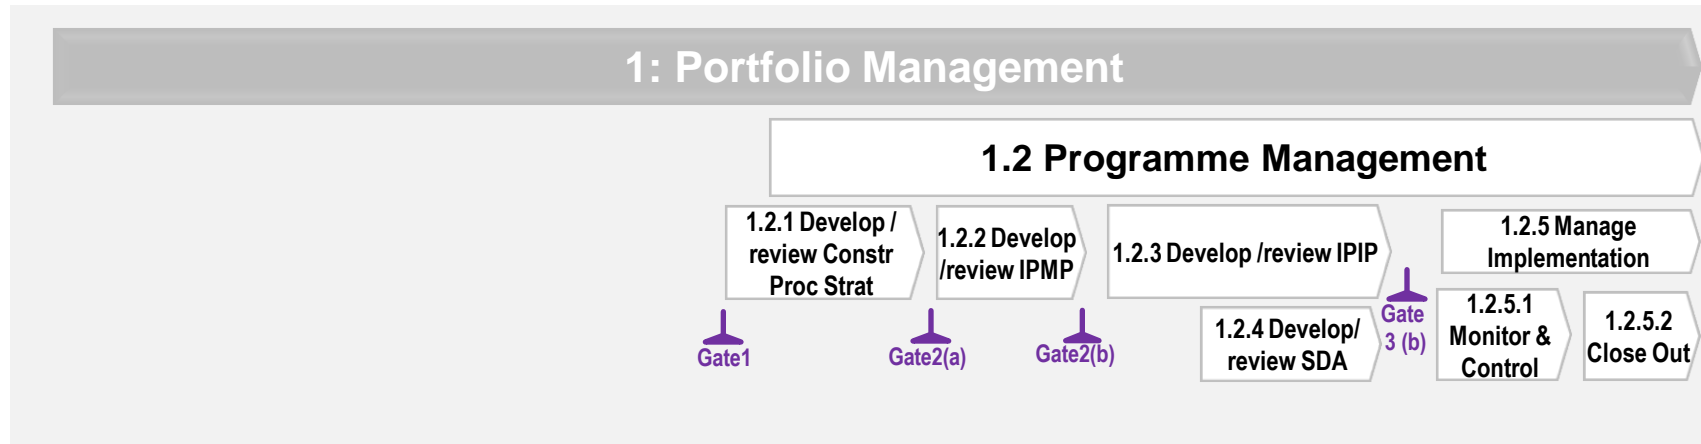 1: Portfolio Management
1.2 Programme Management
1.2.1 Develop /
review Constr
Proc Strat
1.2.2 Develop
/review IPMP
1.2.3 Develop /review IPIP
1.2.5 Manage
Implementation
Gate1
Gate2(a)
Gate2(b)
1.2.4 Develop/
review SDA
Gate
3 (b)
1.2.5.1
Monitor &
Control
1.2.5.2
Close Out